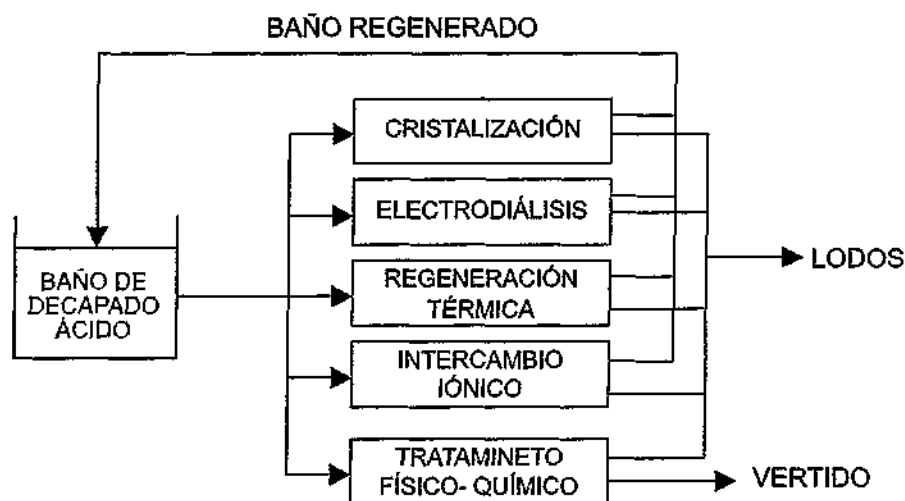 BAÑO REGENERADO
CRISTALIZACIÓN
ELECTRODIÁLISIS
REGENERACIÓN
TÉRMICA
INTERCAMBIO
IÓNICO
TRATAMINETO
FÍSICO- QUÍMICO
BAÑO DE
DECAPADO
ÁCIDO
LODOS
VERTIDO